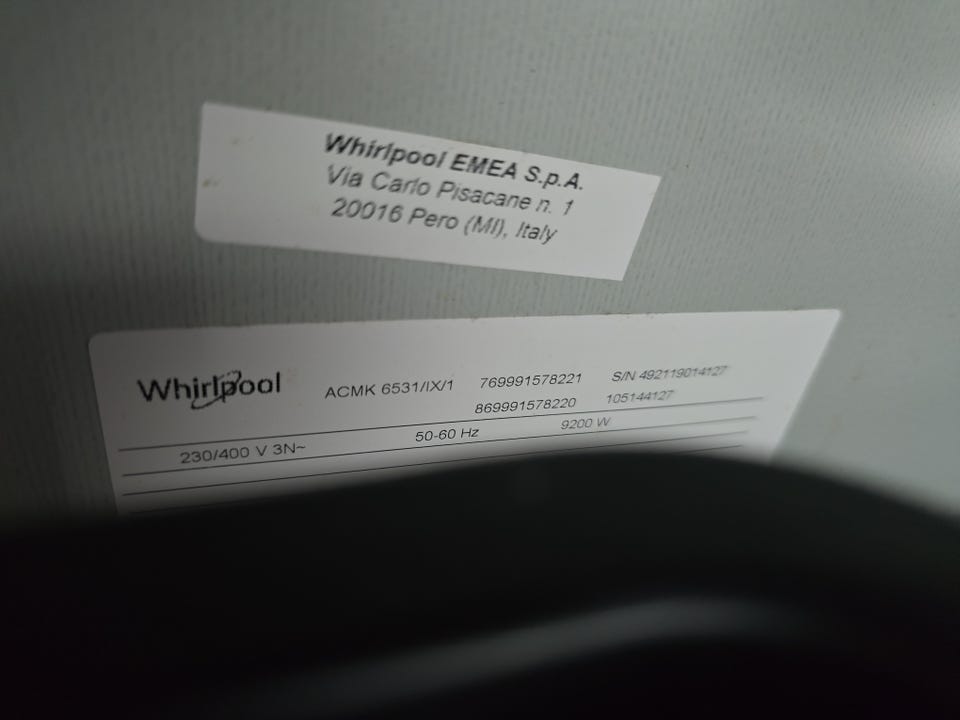 Whirlpool EMEA S.p.A.
Via Carlo Pisacane n. 1
20016 Pero (MI), Italy
Whirlpool ACMK 6531/IX/1 769991578221 S/N 492119014127
869991578220 105144127
230/400 V 3N~ 50-60 Hz 9200 W